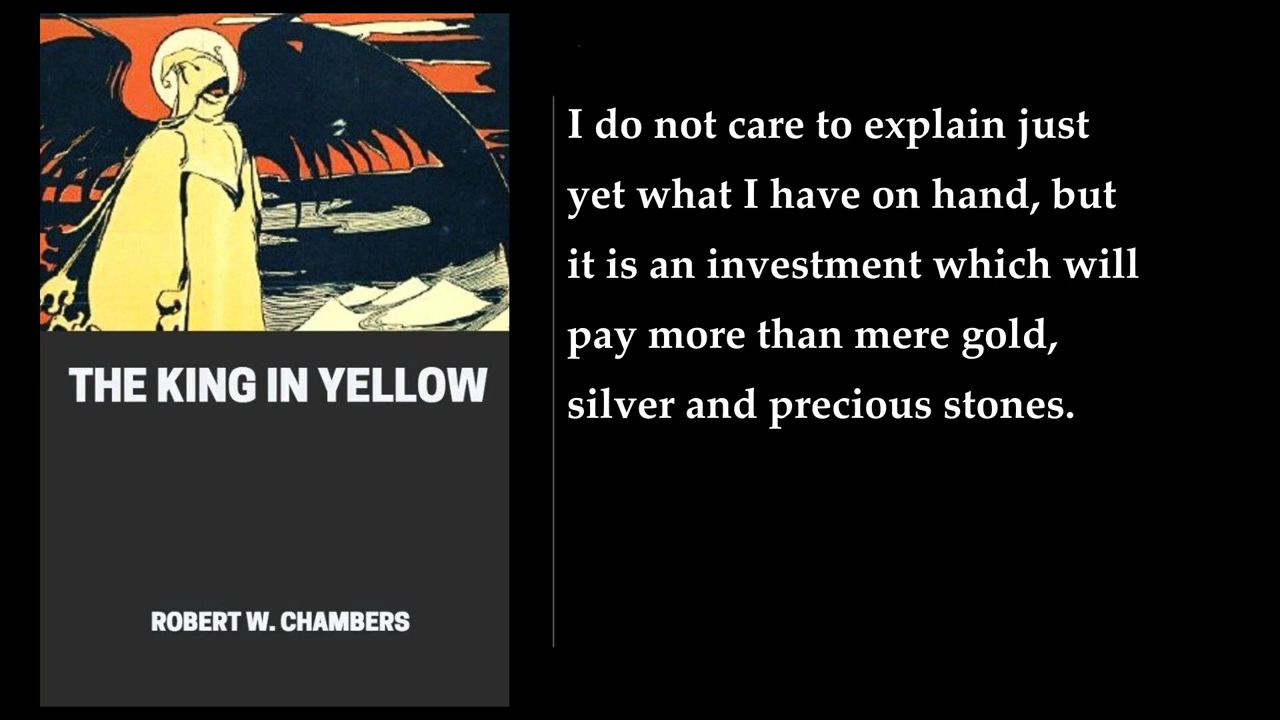 THE KING IN YELLOW
ROBERT W. CHAMBERS
I do not care to explain just
yet what I have on hand, but
it is an investment which will
pay more than mere gold,
silver and precious stones.